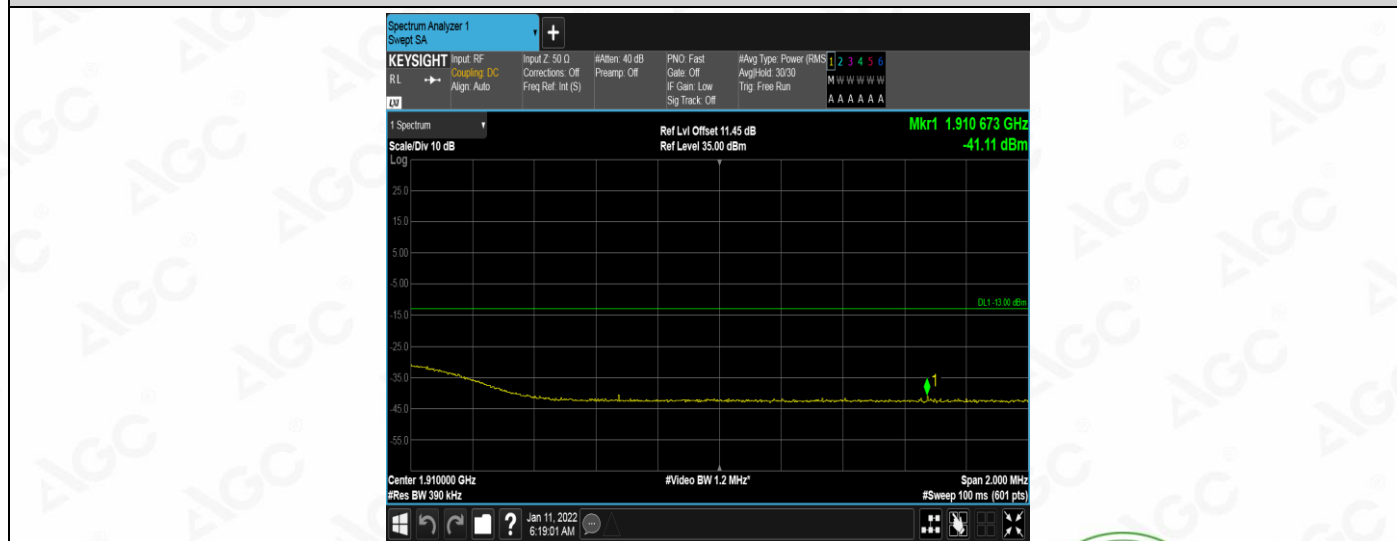 Spectrum Analyzer 1
Swept SA
+
KEYSIGHT
R L
LXI
Input: RF
Coupling: DC
Align: Auto
Input Z: 50 Ω
Corrections: Off
Freq Ref: Int (S)
#Atten: 40 dB
Preamp: Off
PNO: Fast
Gate: Off
IF Gain: Low
Sig Track: Off
#Avg Type: Power (RMS
Avg|Hold: 30/30
Trig: Free Run
1 2 3 4 5 6
M W W W W W
A A A A A A
1 Spectrum
Scale/Div 10 dB
Ref Lvl Offset 11.45 dB
Ref Level 35.00 dBm
Mkr1 1.910 673 GHz
-41.11 dBm
Log
25.0
15.0
5.00
-5.00
DL1 -13.00 dBm
-15.0
-25.0
-35.0
1
-45.0
-55.0
Center 1.910000 GHz
#Video BW 1.2 MHz*
Span 2.000 MHz
#Res BW 390 kHz
#Sweep 100 ms (601 pts)
?
Jan 11, 2022
6:19:01 AM
AGC